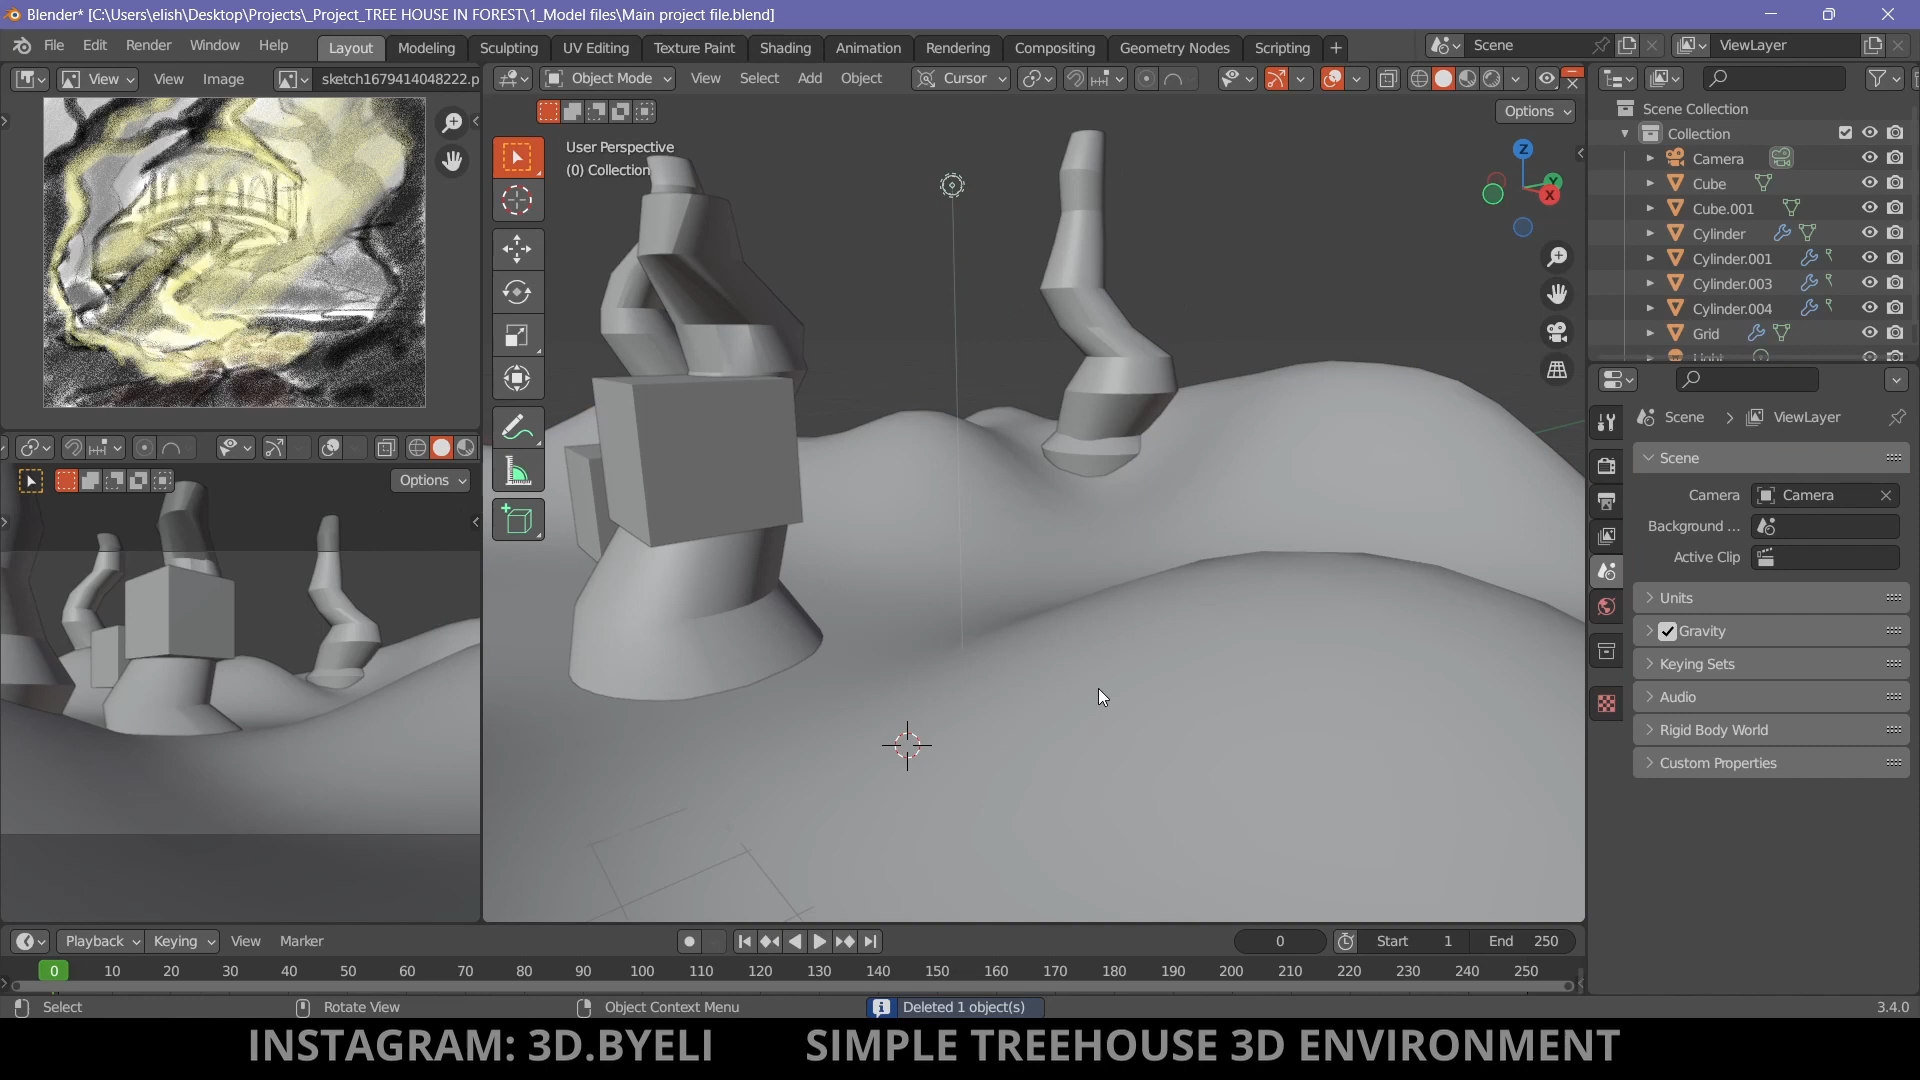 Blender* [C:\Users\elish\Desktop\Projects\_Project_TREE HOUSE IN FOREST\1_Model files\Main project file.blend]
File Edit Render Window Help Layout Modeling Sculpting UV Editing Texture Paint Shading Animation Rendering Compositing Geometry Nodes Scripting + Scene ViewLayer
View View Image sketch1679414048222.p Object Mode View Select Add Object Cursor
Options
User Perspective
(0) Collection
Z
Y
X
Scene Collection
Collection
Camera
Cube
Cube.001
Cylinder
Cylinder.001
Cylinder.003
Cylinder.004
Grid
Light
Options
Scene > ViewLayer
Scene
Camera Camera
Background ...
Active Clip
Units
Gravity
Keying Sets
Audio
Rigid Body World
Custom Properties
Playback Keying View Marker 0 Start 1 End 250
0 10 20 30 40 50 60 70 80 90 100 110 120 130 140 150 160 170 180 190 200 210 220 230 240 250
Select Rotate View Object Context Menu Deleted 1 object(s) 3.4.0
INSTAGRAM: 3D.BYELI SIMPLE TREEHOUSE 3D ENVIRONMENT